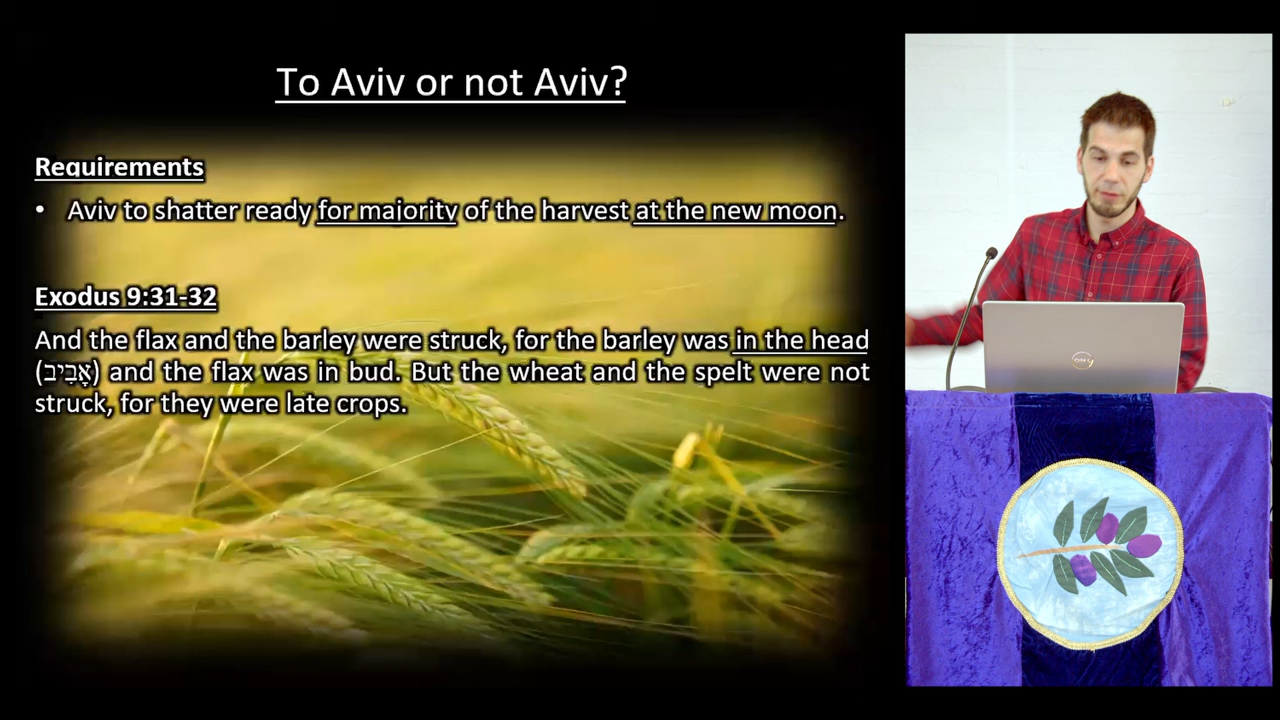 To Aviv or not Aviv?
Requirements
• Aviv to shatter ready for majority of the harvest at the new moon.
Exodus 9:31-32
And the flax and the barley were struck, for the barley was in the head
(אָבִיב) and the flax was in bud. But the wheat and the spelt were not
struck, for they were late crops.
DELL